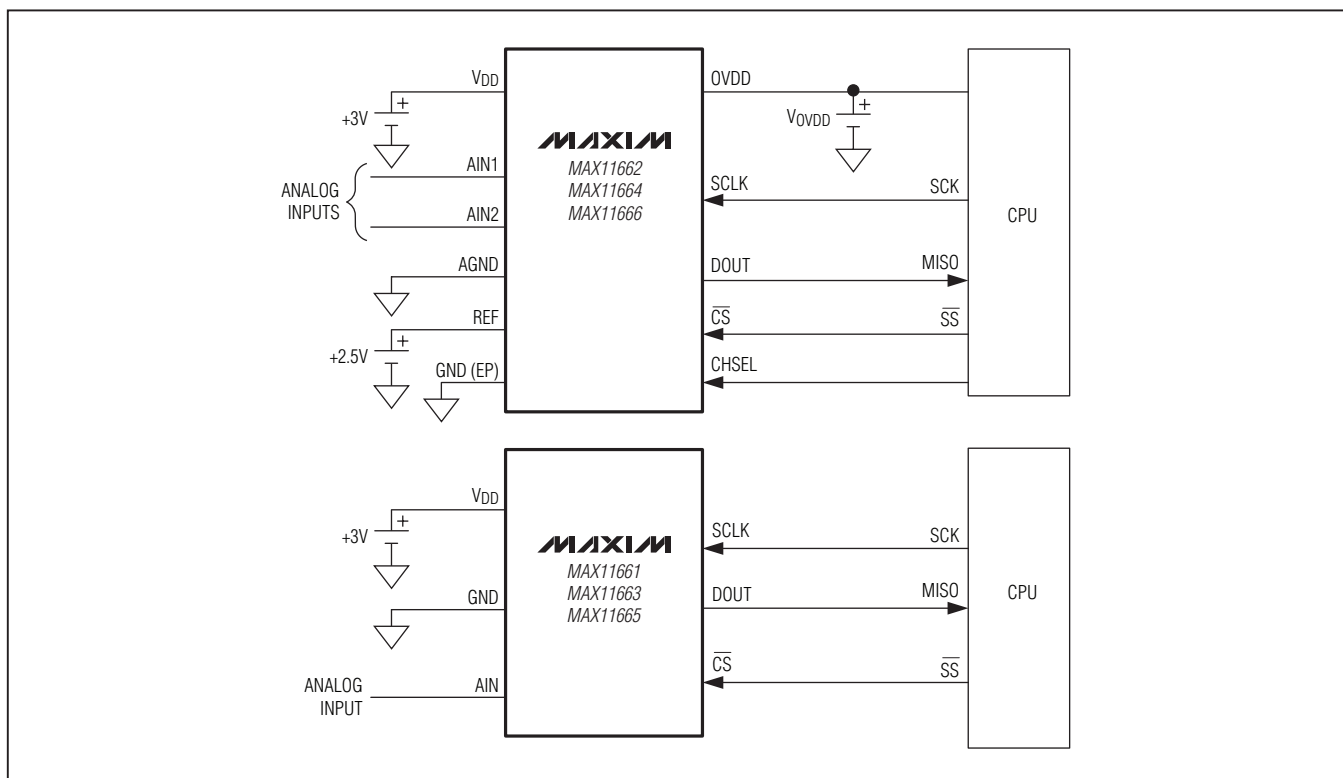 VDD
+
+3V
AIN1
ANALOG
INPUTS
AIN2
AGND
REF
+
+2.5V
GND (EP)
MAXIM
MAX11662
MAX11664
MAX11666
OVDD
+
VOVDD
SCLK
SCK
DOUT
MISO
CS
SS
CHSEL
CPU
VDD
+
+3V
GND
ANALOG
INPUT
AIN
MAXIM
MAX11661
MAX11663
MAX11665
SCLK
SCK
DOUT
MISO
CS
SS
CPU